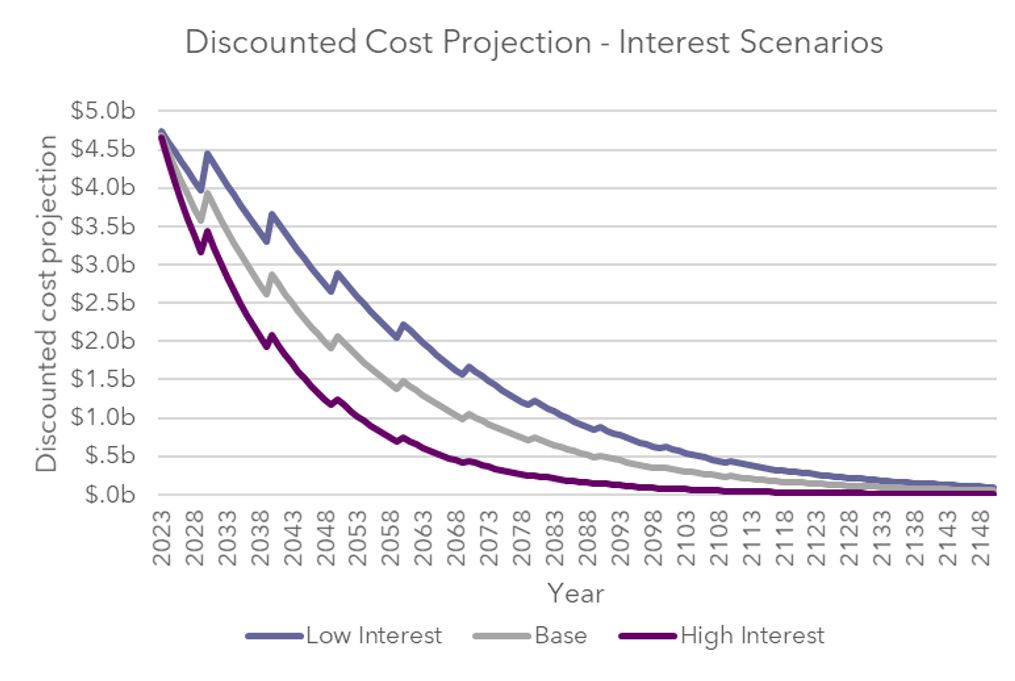 Discounted Cost Projection - Interest Scenarios
Discounted cost projection
$5.0b
$4.5b
$4.0b
$3.5b
$3.0b
$2.5b
$2.0b
$1.5b
$1.0b
$.5b
$.0b
2023 2028 2033 2038 2043 2048 2053 2058 2063 2068 2073 2078 2083 2088 2093 2098 2103 2108 2113 2118 2123 2128 2133 2138 2143 2148
Year
Low Interest Base High Interest